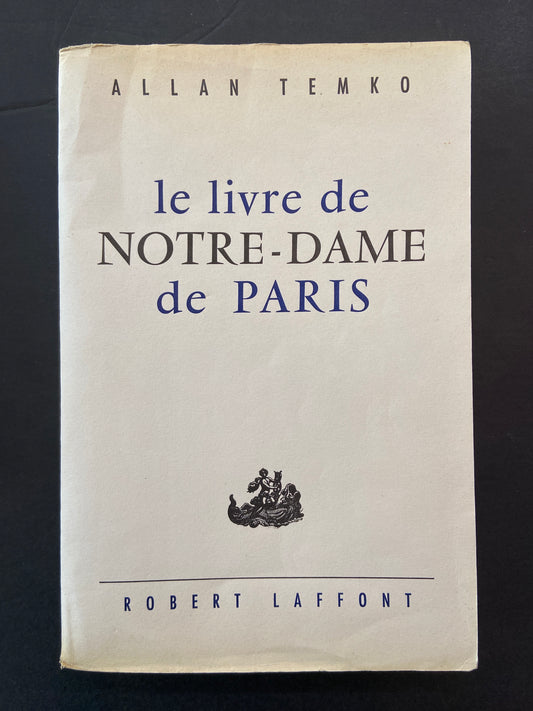 ALLAN TEMKO
le livre de
NOTRE-DAME
de PARIS
ROBERT LAFFONT